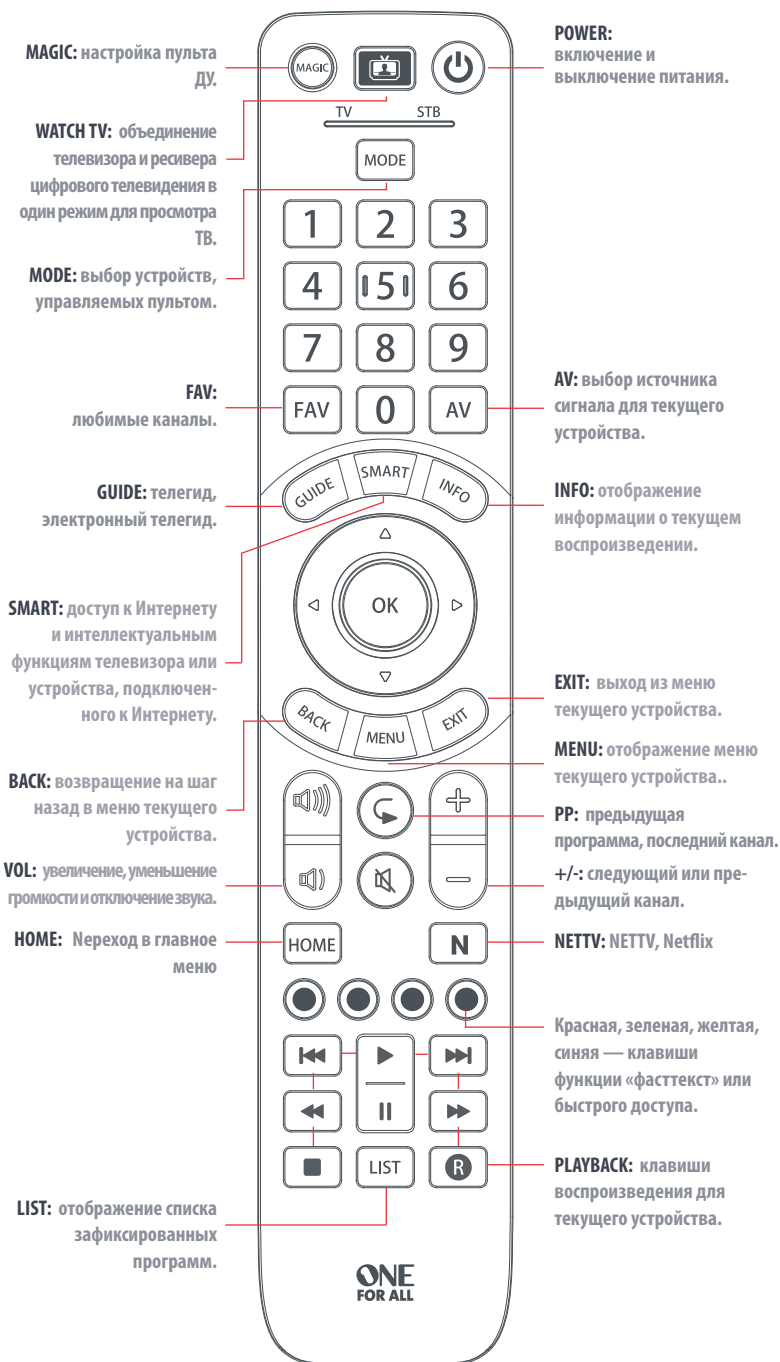 MAGIC: настройка пульта
ДУ.
WATCH TV: объединение
телевизора и ресивера
цифрового телевидения в
один режим для просмотра
ТВ.
MODE: выбор устройств,
управляемых пультом.
FAV:
любимые каналы.
GUIDE: телегид,
электронный телегид.
SMART: доступ к Интернету
и интеллектуальным
функциям телевизора или
устройства, подключен-
ного к Интернету.
BACK: возвращение на шаг
назад в меню текущего
устройства.
VOL: увеличение, уменьшение
громкости и отключение звука.
HOME: Nереход в главное
меню
LIST: отображение списка
зафиксированных
программ.
MAGIC
TV STB
MODE
1 2 3
4 5 6
7 8 9
FAV 0 AV
GUIDE SMART INFO
OK
BACK MENU EXIT
HOME N
LIST R
ONE
FOR ALL
POWER:
включение и
выключение питания.
AV: выбор источника
сигнала для текущего
устройства.
INFO: отображение
информации о текущем
воспроизведении.
EXIT: выход из меню
текущего устройства.
MENU: отображение меню
текущего устройства..
PP: предыдущая
программа, последний канал.
+/-: следующий или пре-
дыдущий канал.
NETTV: NETTV, Netflix
Красная, зеленая, желтая,
синяя — клавиши
функции «фасттекст» или
быстрого доступа.
PLAYBACK: клавиши
воспроизведения для
текущего устройства.